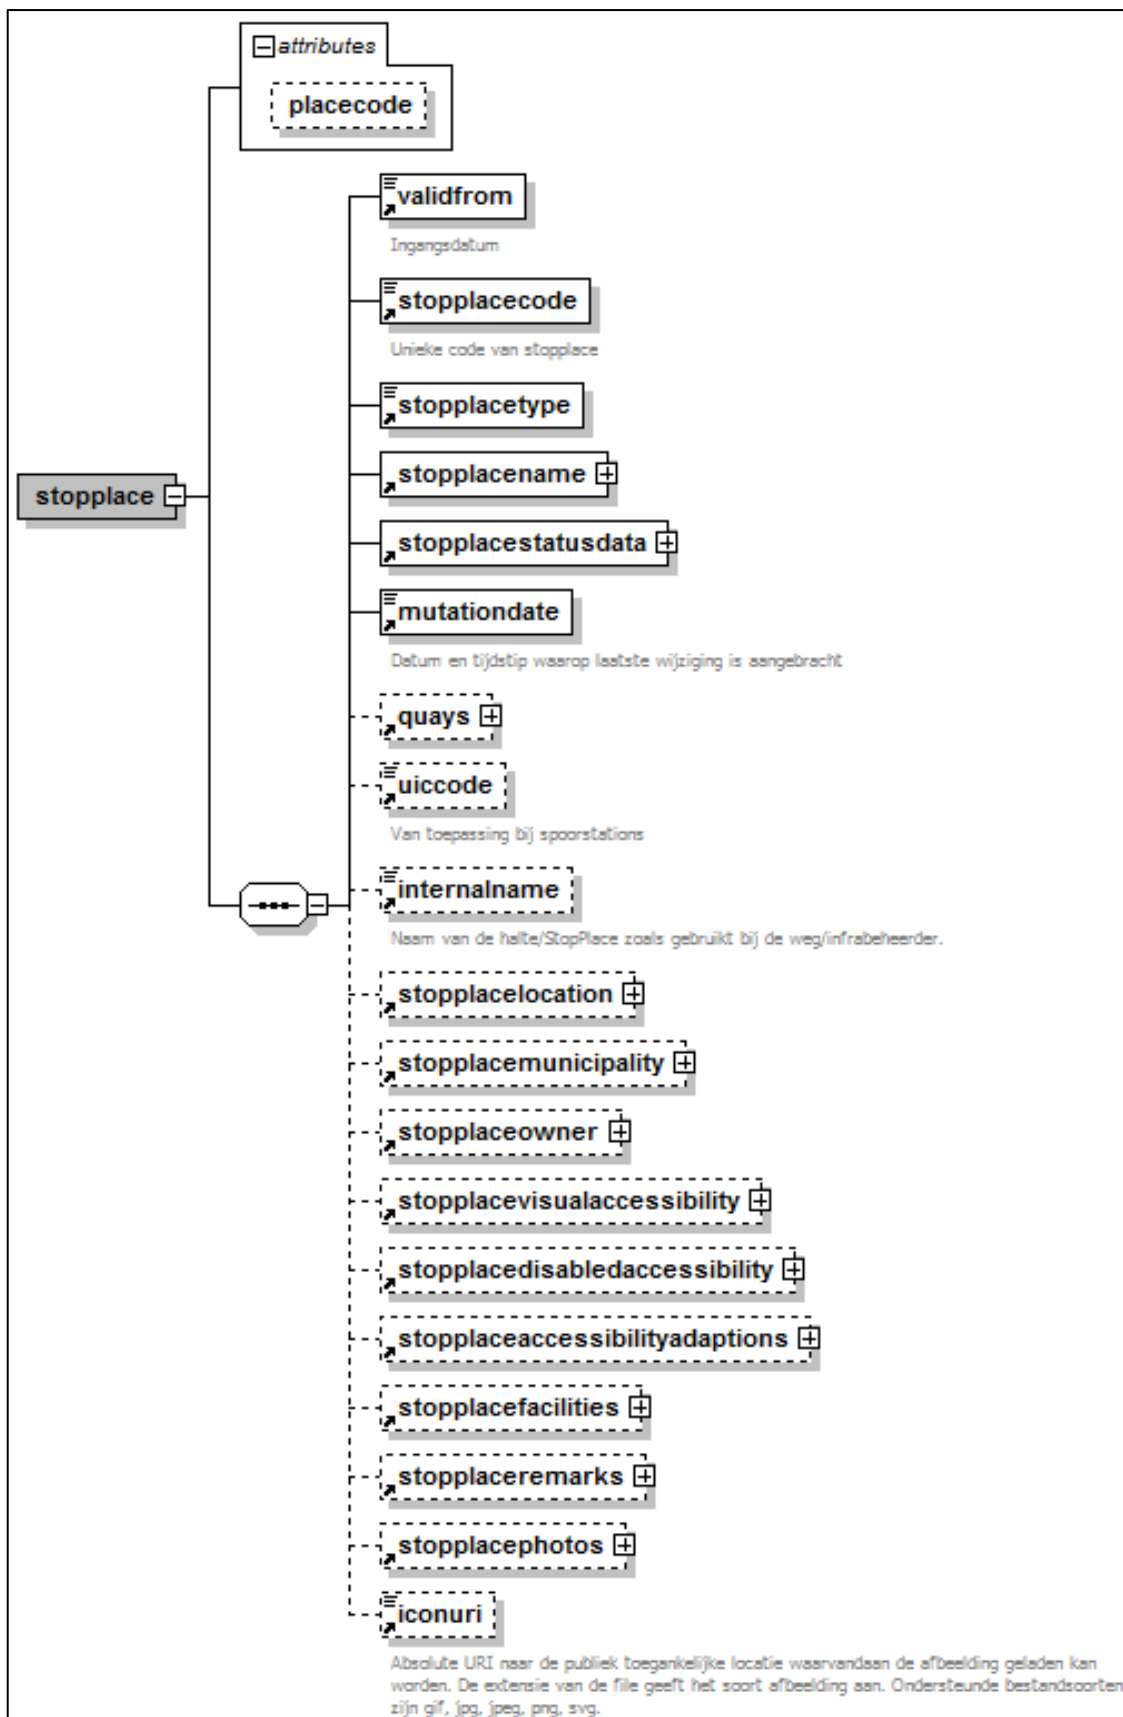 attributes
placecode
validfrom
Ingangsdatum
stopplacecode
Unieke code van stopplace
stopplacetype
stopplacename
stopplace
stopplacestatusdata
mutationdate
Datum en tijdstip waarop laatste wijziging is aangebracht
quays
uiccode
Van toepassing bij spoorstations
internalname
Naam van de halte/StopPlace zoals gebruikt bij de weg/infrabeheerder.
stopplacelocation
stopplacemunicipality
stopplaceowner
stopplacevisualaccessibility
stopplacedisabledaccessibility
stopplaceaccessibilityadaptions
stopplacefacilities
stopplaceremarks
stopplacephotos
iconuri
Absolute URI naar de publiek toegankelijke locatie waarvandaan de afbeelding geladen kan
worden. De extensie van de file geeft het soort afbeelding aan. Ondersteunde bestandsoorten
zijn gif, jpg, jpeg, png, svg.